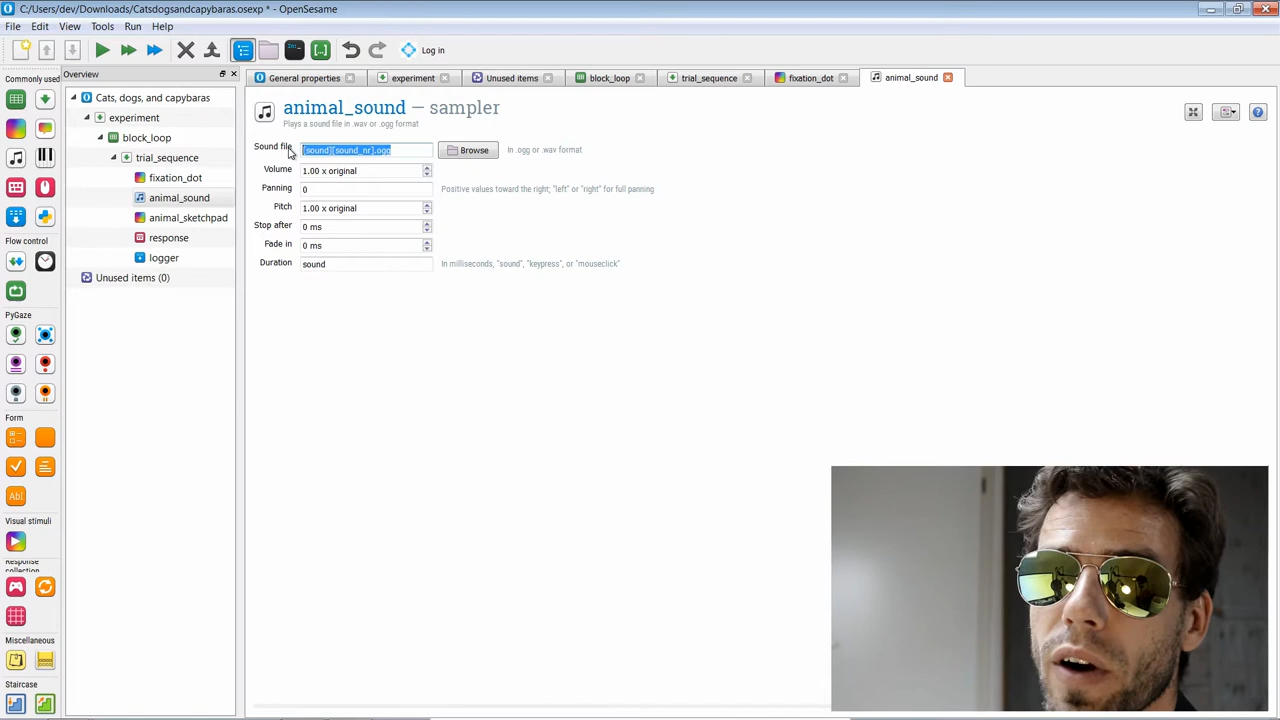 C:/Users/dev/Downloads/Catsdogsandcapybaras.osexp * - OpenSesame
File Edit View Tools Run Help
Log in
Commonly used
Overview
General properties
experiment
Unused items
block_loop
trial_sequence
fixation_dot
animal_sound
Cats, dogs, and capybaras
experiment
block_loop
trial_sequence
fixation_dot
animal_sound
animal_sketchpad
response
logger
Unused items (0)
animal_sound — sampler
Plays a sound file in .wav or .ogg format
Sound file [sound][sound_nr].ogg Browse In .ogg or .wav format
Volume 1.00 x original
Panning 0 Positive values toward the right; "left" or "right" for full panning
Pitch 1.00 x original
Stop after 0 ms
Fade in 0 ms
Duration sound In milliseconds, "sound", "keypress", or "mouseclick"
Flow control
PyGaze
Form
Ab|
Visual stimuli
Response
collection
Miscellaneous
Staircase